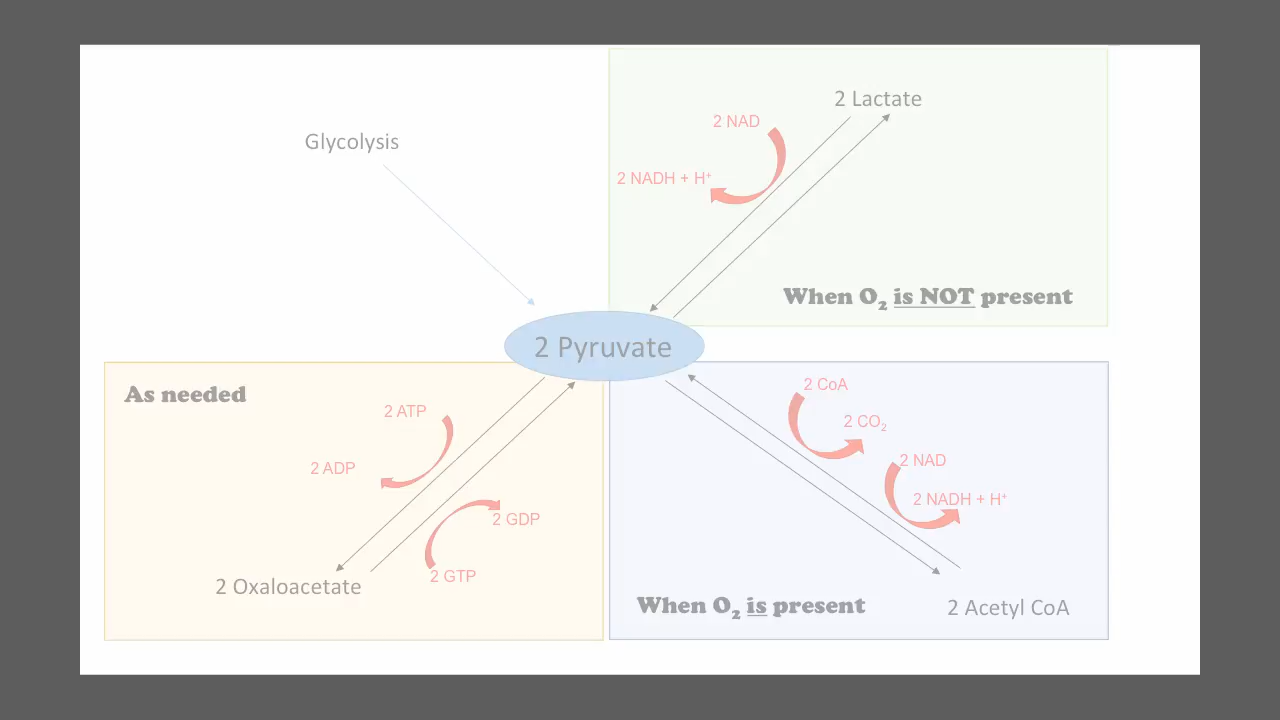 2 Lactate
2 NAD
Glycolysis
2 NADH + H⁺
When O₂ is NOT present
2 Pyruvate
As needed
2 CoA
2 ATP
2 CO₂
2 NAD
2 ADP
2 NADH + H⁺
2 GDP
2 GTP
2 Oxaloacetate
When O₂ is present
2 Acetyl CoA